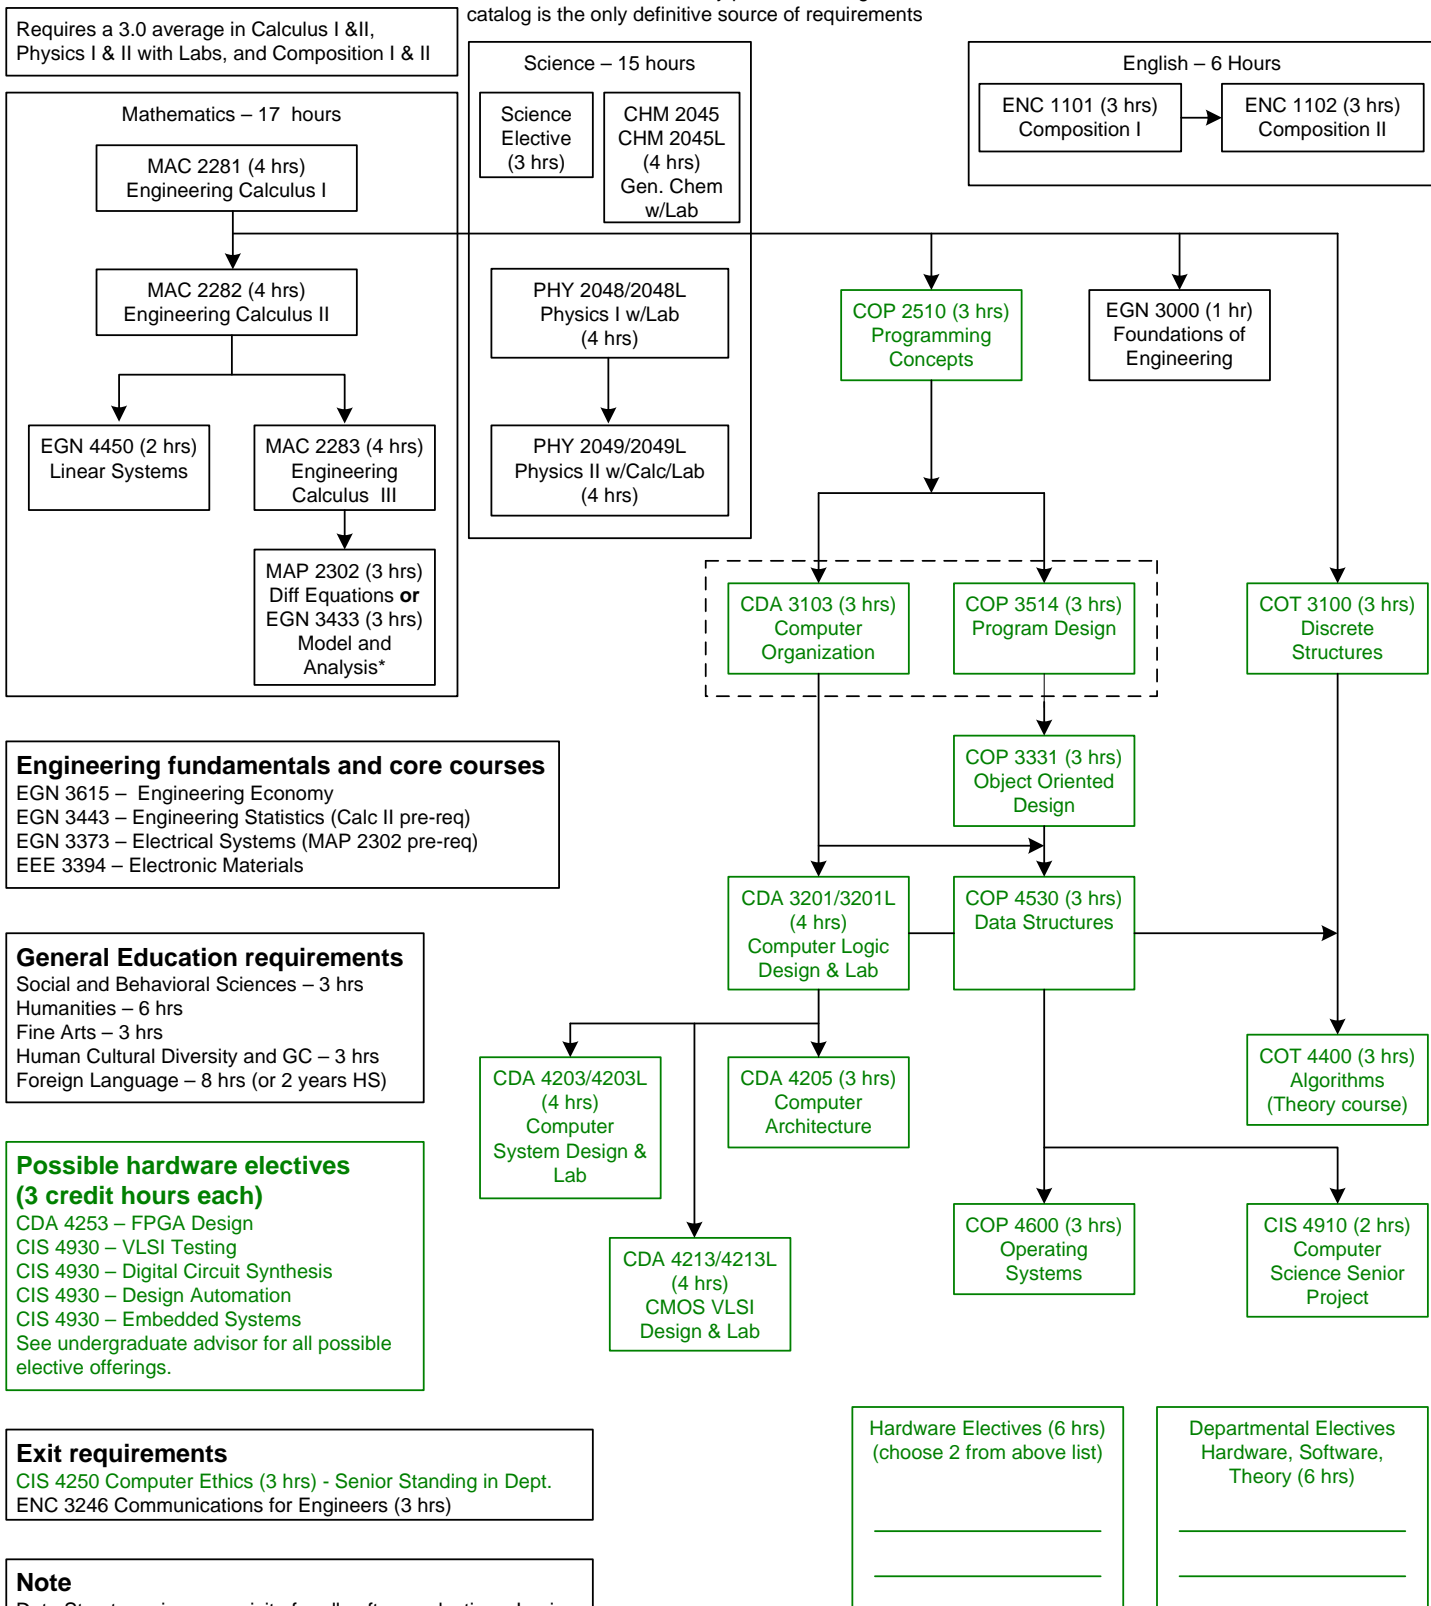 catalog is the only definitive source of requirements
Requires a 3.0 average in Calculus I &II,
Physics I & II with Labs, and Composition I & II
Mathematics – 17 hours
MAC 2281 (4 hrs)
Engineering Calculus I
MAC 2282 (4 hrs)
Engineering Calculus II
EGN 4450 (2 hrs)
Linear Systems
MAC 2283 (4 hrs)
Engineering
Calculus III
MAP 2302 (3 hrs)
Diff Equations or
EGN 3433 (3 hrs)
Model and
Analysis*
Science – 15 hours
Science
Elective
(3 hrs)
CHM 2045
CHM 2045L
(4 hrs)
Gen. Chem
w/Lab
PHY 2048/2048L
Physics I w/Lab
(4 hrs)
PHY 2049/2049L
Physics II w/Calc/Lab
(4 hrs)
English – 6 Hours
ENC 1101 (3 hrs)
Composition I
ENC 1102 (3 hrs)
Composition II
COP 2510 (3 hrs)
Programming
Concepts
EGN 3000 (1 hr)
Foundations of
Engineering
CDA 3103 (3 hrs)
Computer
Organization
COP 3514 (3 hrs)
Program Design
COT 3100 (3 hrs)
Discrete
Structures
COP 3331 (3 hrs)
Object Oriented
Design
CDA 3201/3201L
(4 hrs)
Computer Logic
Design & Lab
COP 4530 (3 hrs)
Data Structures
CDA 4203/4203L
(4 hrs)
Computer
System Design &
Lab
CDA 4205 (3 hrs)
Computer
Architecture
COT 4400 (3 hrs)
Algorithms
(Theory course)
CDA 4213/4213L
(4 hrs)
CMOS VLSI
Design & Lab
COP 4600 (3 hrs)
Operating
Systems
CIS 4910 (2 hrs)
Computer
Science Senior
Project
Engineering fundamentals and core courses
EGN 3615 – Engineering Economy
EGN 3443 – Engineering Statistics (Calc II pre-req)
EGN 3373 – Electrical Systems (MAP 2302 pre-req)
EEE 3394 – Electronic Materials
General Education requirements
Social and Behavioral Sciences – 3 hrs
Humanities – 6 hrs
Fine Arts – 3 hrs
Human Cultural Diversity and GC – 3 hrs
Foreign Language – 8 hrs (or 2 years HS)
Possible hardware electives
(3 credit hours each)
CDA 4253 – FPGA Design
CIS 4930 – VLSI Testing
CIS 4930 – Digital Circuit Synthesis
CIS 4930 – Design Automation
CIS 4930 – Embedded Systems
See undergraduate advisor for all possible
elective offerings.
Exit requirements
CIS 4250 Computer Ethics (3 hrs) - Senior Standing in Dept.
ENC 3246 Communications for Engineers (3 hrs)
Hardware Electives (6 hrs)
(choose 2 from above list)
Departmental Electives
Hardware, Software,
Theory (6 hrs)
Note